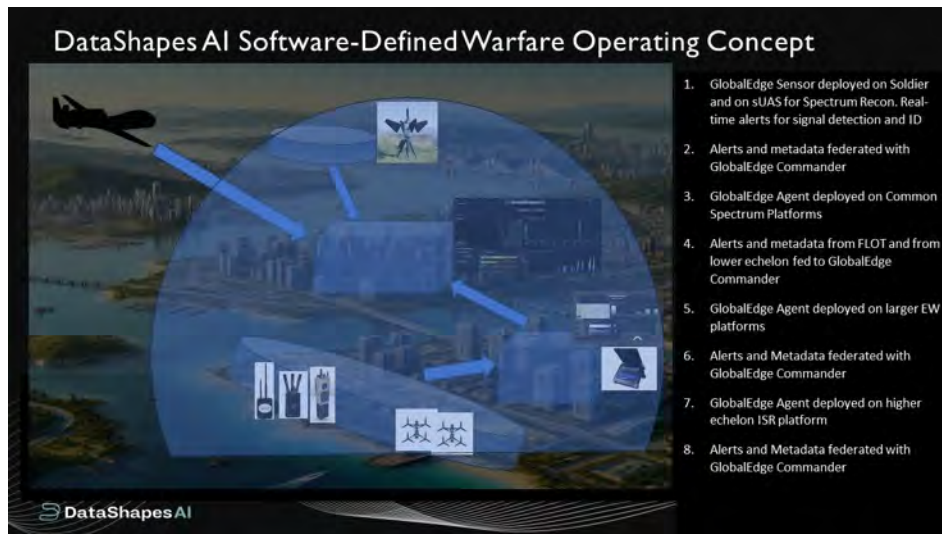 DataShapes AI Software-Defined Warfare Operating Concept
1. GlobalEdge Sensor deployed on Soldier
and on sUAS for Spectrum Recon. Real-
time alerts for signal detection and ID
2. Alerts and metadata federated with
GlobalEdge Commander
3. GlobalEdge Agent deployed on Common
Spectrum Platforms
4. Alerts and metadata from FLOT and from
lower echelon fed to GlobalEdge
Commander
5. GlobalEdge Agent deployed on larger EW
platforms
6. Alerts and Metadata federated with
GlobalEdge Commander
7. GlobalEdge Agent deployed on higher
echelon ISR platform
8. Alerts and Metadata federated with
GlobalEdge Commander
DataShapes AI